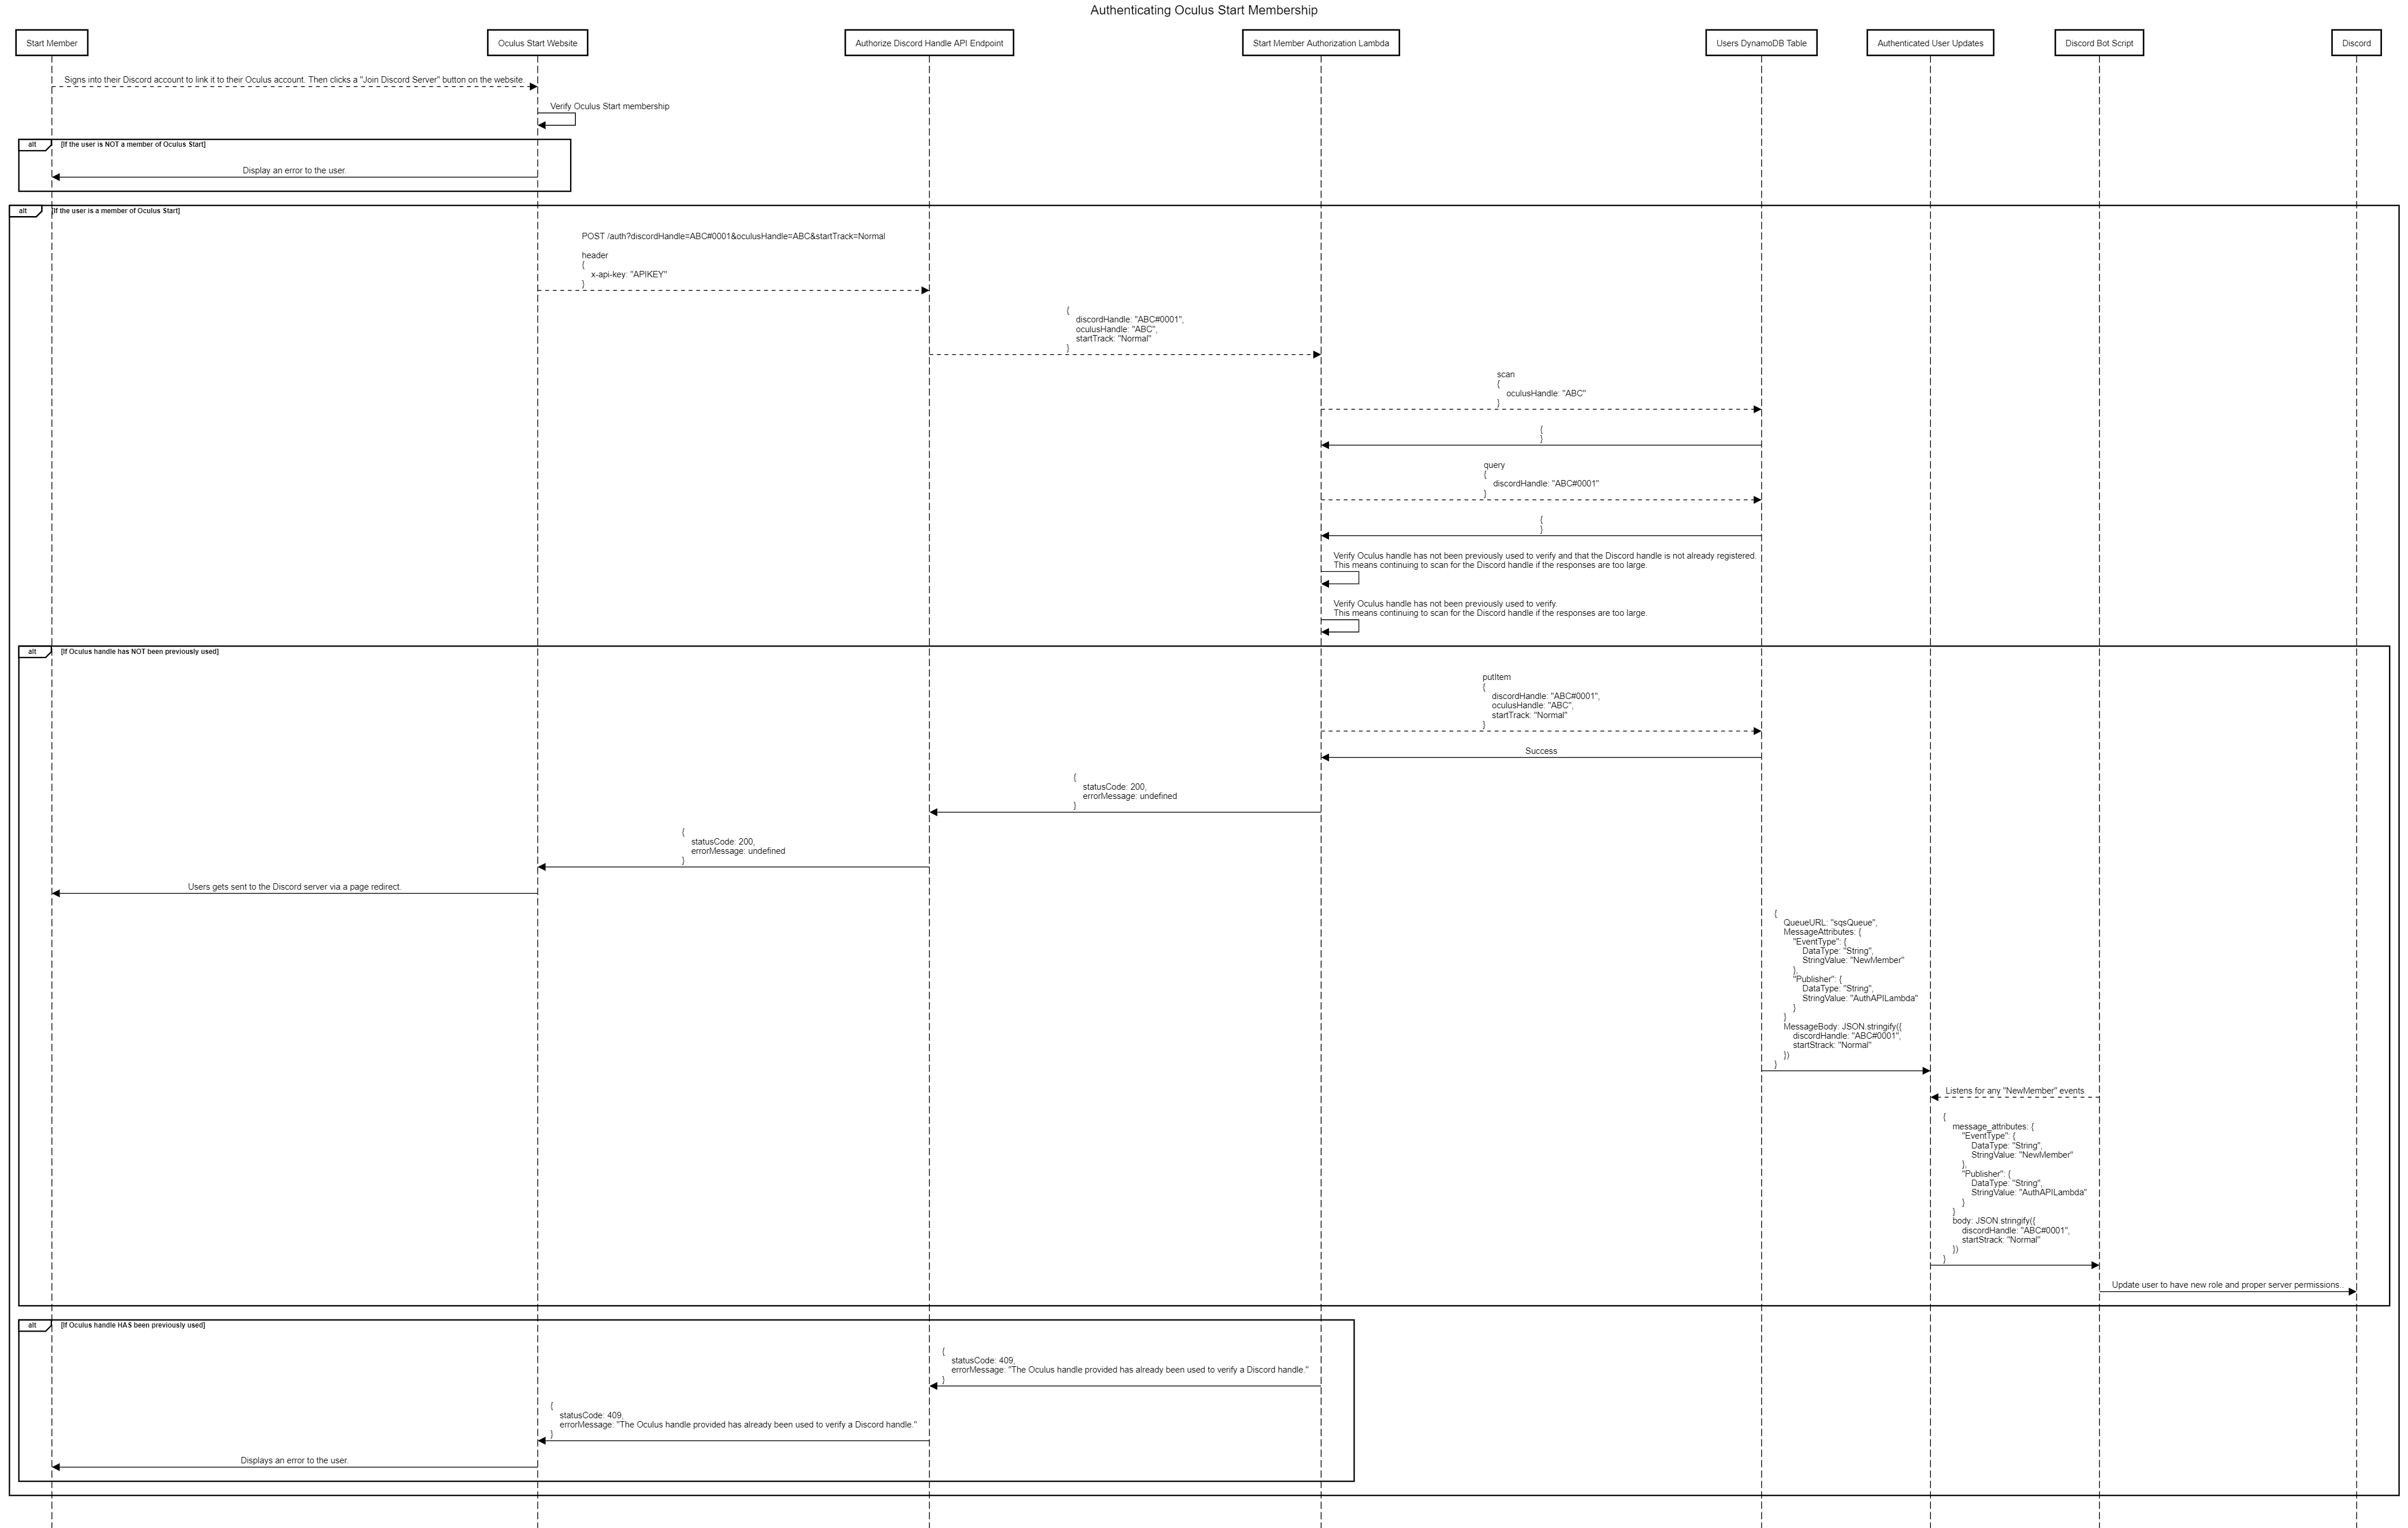 Authenticating Oculus Start Membership
Start Member
Oculus Start Website
Authorize Discord Handle API Endpoint
Start Member Authorization Lambda
Users DynamoDB Table
Authenticated User Updates
Discord Bot Script
Discord
Signs into their Discord account to link it to their Oculus account. Then clicks a "Join Discord Server" button on the website.
Verify Oculus Start membership
alt
[If the user is NOT a member of Oculus Start]
Display an error to the user.
alt
[If the user is a member of Oculus Start]
POST /auth?discordHandle=ABC#0001&oculusHandle=ABC&startTrack=Normal
header
{
x-api-key: "APIKEY"
}
{
discordHandle: "ABC#0001",
oculusHandle: "ABC",
startTrack: "Normal"
}
scan
{
oculusHandle: "ABC"
}
{
}
query
{
discordHandle: "ABC#0001"
}
{
}
Verify Oculus handle has not been previously used to verify and that the Discord handle is not already registered.
This means continuing to scan for the Discord handle if the responses are too large.
Verify Oculus handle has not been previously used to verify.
This means continuing to scan for the Discord handle if the responses are too large.
alt
[If Oculus handle has NOT been previously used]
putItem
{
discordHandle: "ABC#0001",
oculusHandle: "ABC",
startTrack: "Normal"
}
Success
{
statusCode: 200,
errorMessage: undefined
}
{
statusCode: 200,
errorMessage: undefined
}
Users gets sent to the Discord server via a page redirect.
{
QueueURL: "sqsQueue",
MessageAttributes: {
"EventType": {
DataType: "String",
StringValue: "NewMember"
},
"Publisher": {
DataType: "String",
StringValue: "AuthAPILambda"
}
}
MessageBody: JSON.stringify({
discordHandle: "ABC#0001",
startStrack: "Normal"
})
}
Listens for any "NewMember" events
{
message_attributes: {
"EventType": {
DataType: "String",
StringValue: "NewMember"
},
"Publisher": {
DataType: "String",
StringValue: "AuthAPILambda"
}
}
body: JSON.stringify({
discordHandle: "ABC#0001",
startStrack: "Normal"
})
}
Update user to have new role and proper server permissions..
alt
[If Oculus handle HAS been previously used]
{
statusCode: 409,
errorMessage: "The Oculus handle provided has already been used to verify a Discord handle."
}
{
statusCode: 409,
errorMessage: "The Oculus handle provided has already been used to verify a Discord handle."
}
Displays an error to the user.